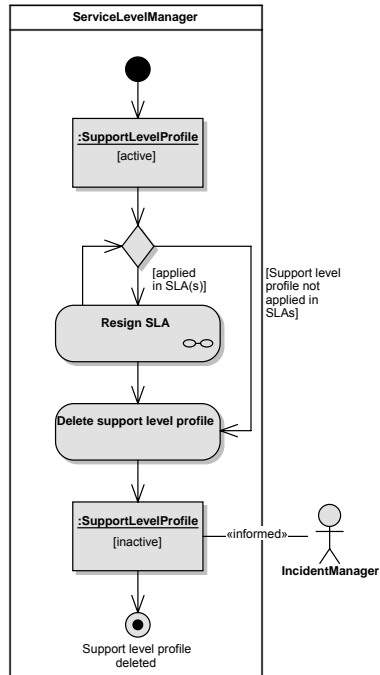 ServiceLevelManager
:SupportLevelProfile
[active]
[applied
in SLA(s)]
[Support level
profile not
applied in
SLAs]
Resign SLA
Delete support level profile
:SupportLevelProfile
[inactive]
«informed»
IncidentManager
Support level profile
deleted